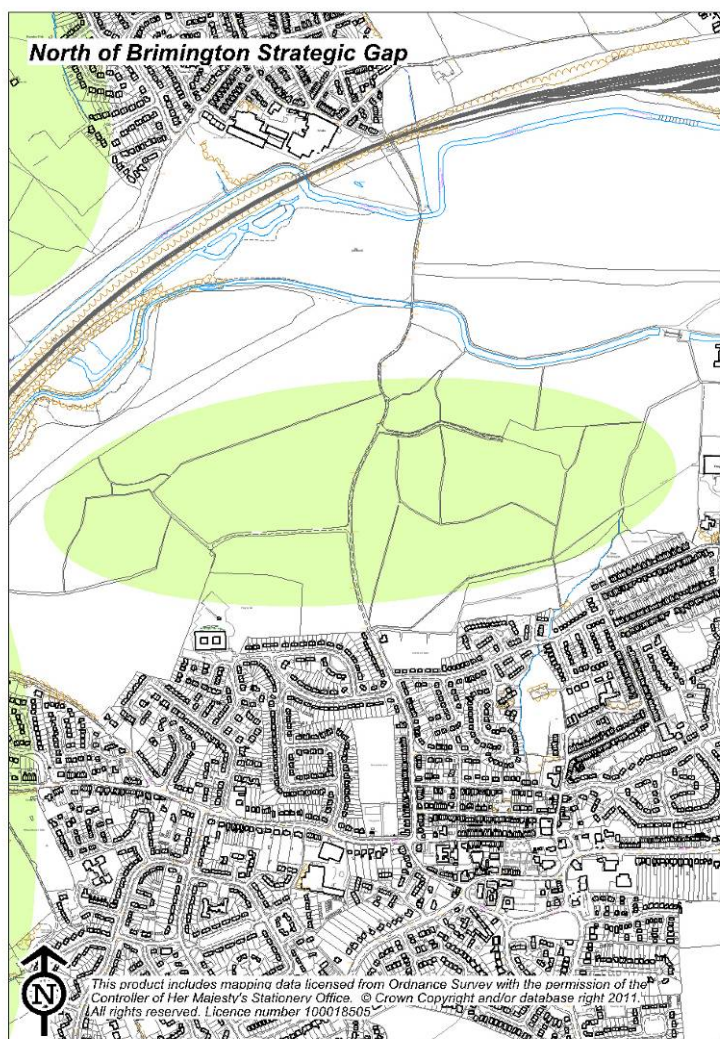 North of Brimington Strategic Gap
N
This product includes mapping data licensed from Ordnance Survey with the permission of the
Controller of Her Majesty's Stationery Office. © Crown Copyright and/or database right 2011.
All rights reserved. Licence number 100018505